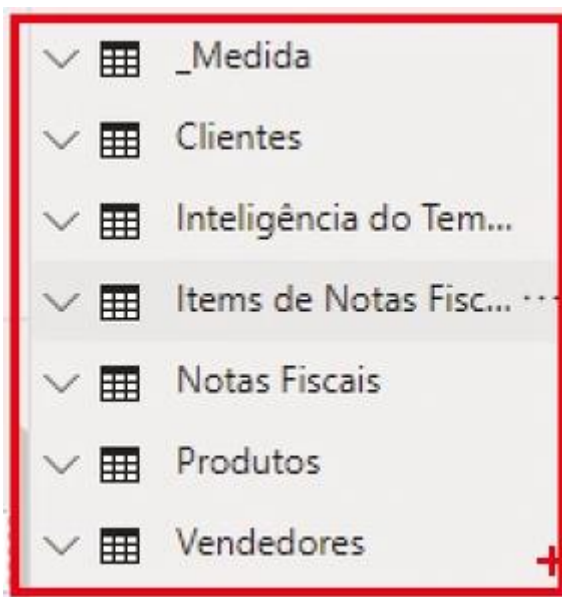 _Medida
Clientes
Inteligência do Tem...
Items de Notas Fisc... ...
Notas Fiscais
Produtos
Vendedores